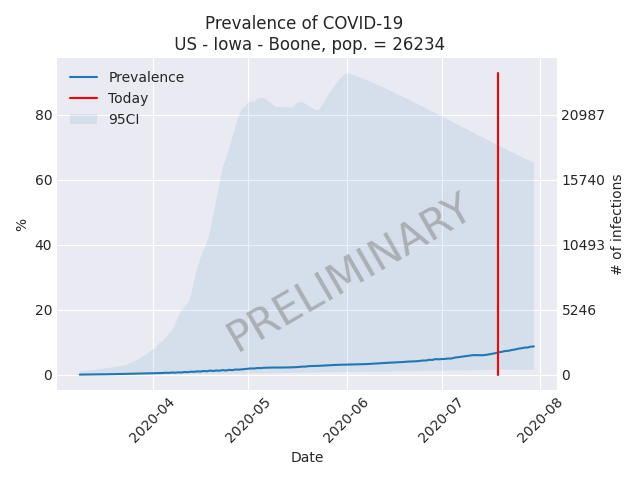 Prevalence of COVID-19
US - Iowa - Boone, pop. = 26234
Prevalence
Today
95CI
80
60
40
20
0
%
20987
15740
10493
5246
0
# of infections
PRELIMINARY
2020-04
2020-05
2020-06
2020-07
2020-08
Date